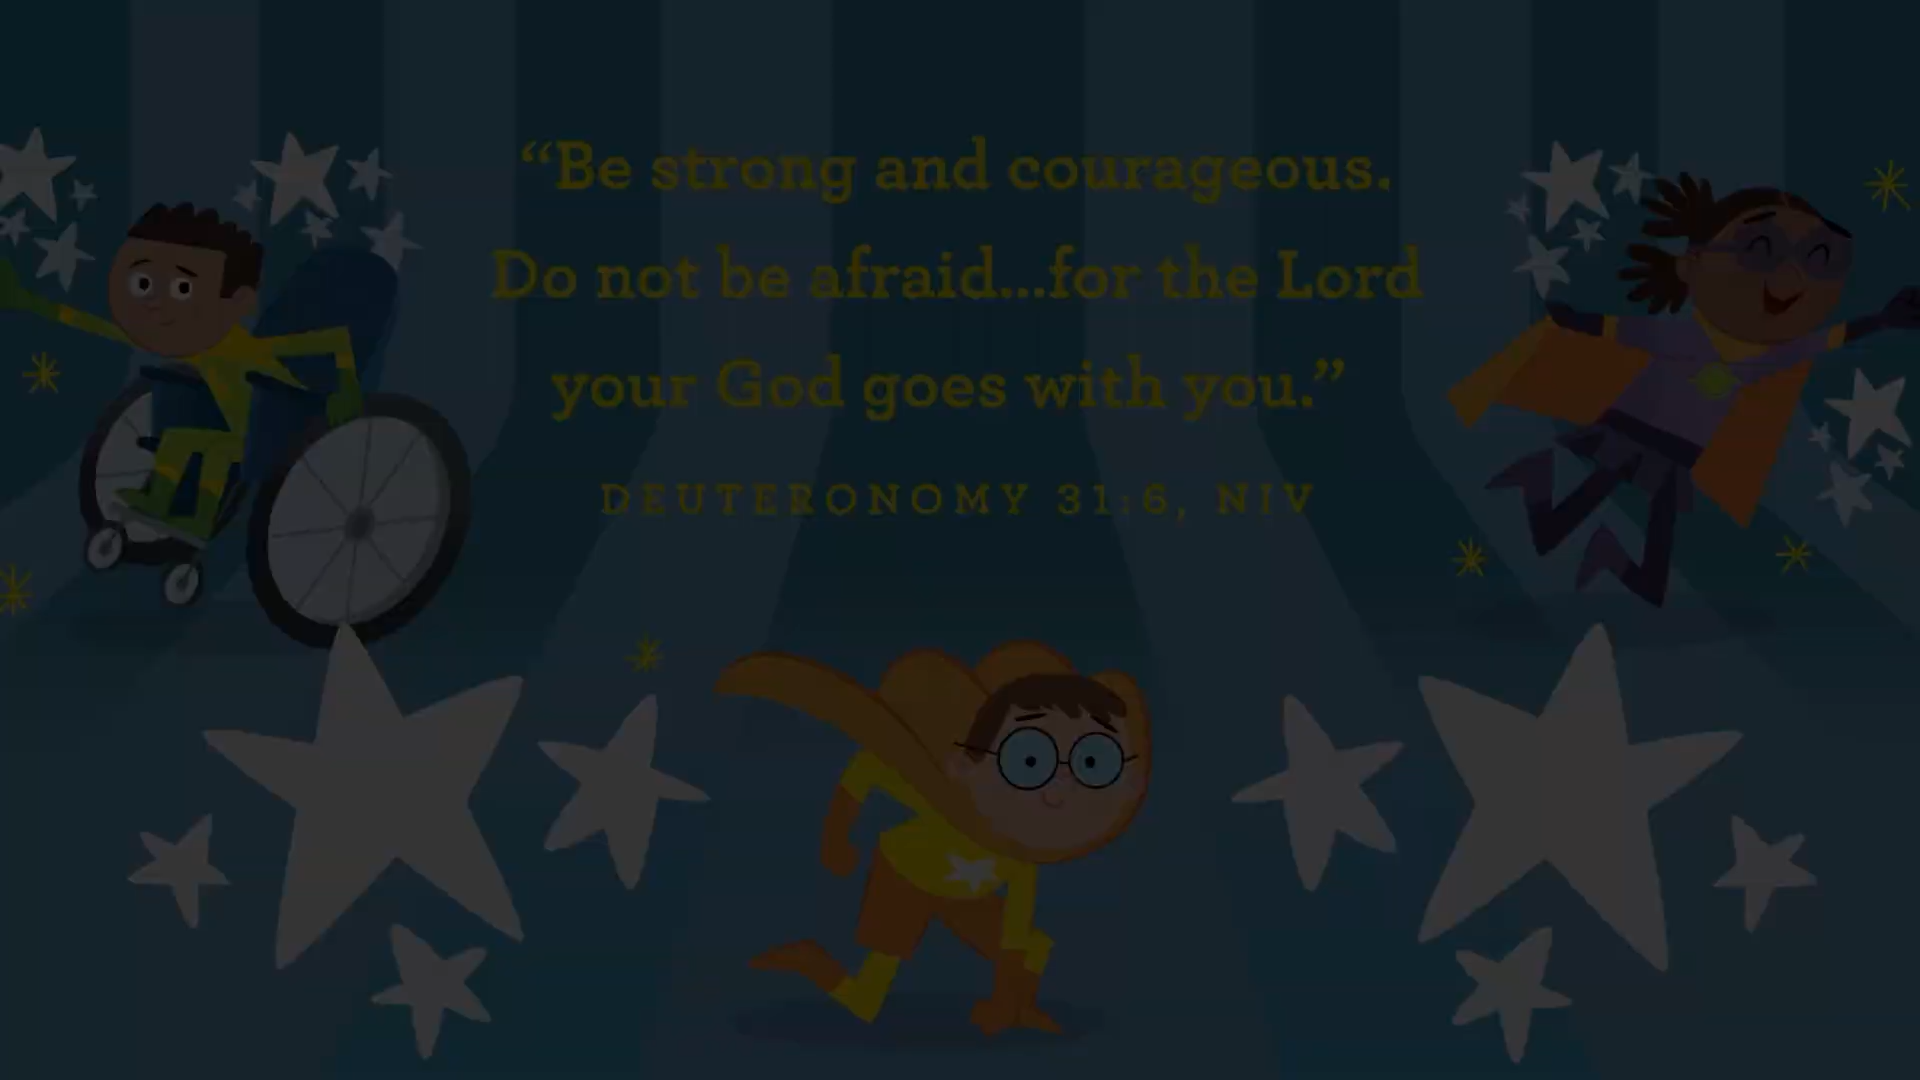 “Be strong and courageous.
Do not be afraid...for the Lord
your God goes with you.”
DEUTERONOMY 31:6, NIV